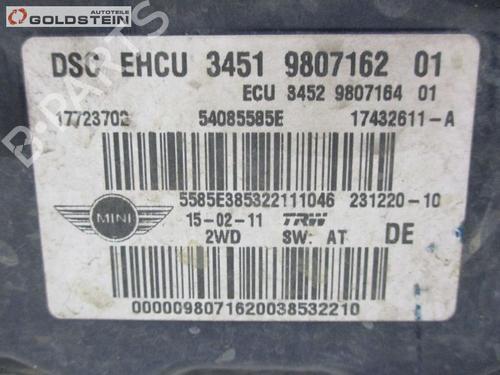 Autoteile
GOLDSTEIN
B-PARTS
DSC EHCU 3451 9807162 01
ECU 3452 9807164 01
17723702 54085585E 17432611-A
5585E385322111046 231220-10
MINI 15-02-11 TRW DE
2WD SW: AT
0000098071620038532210